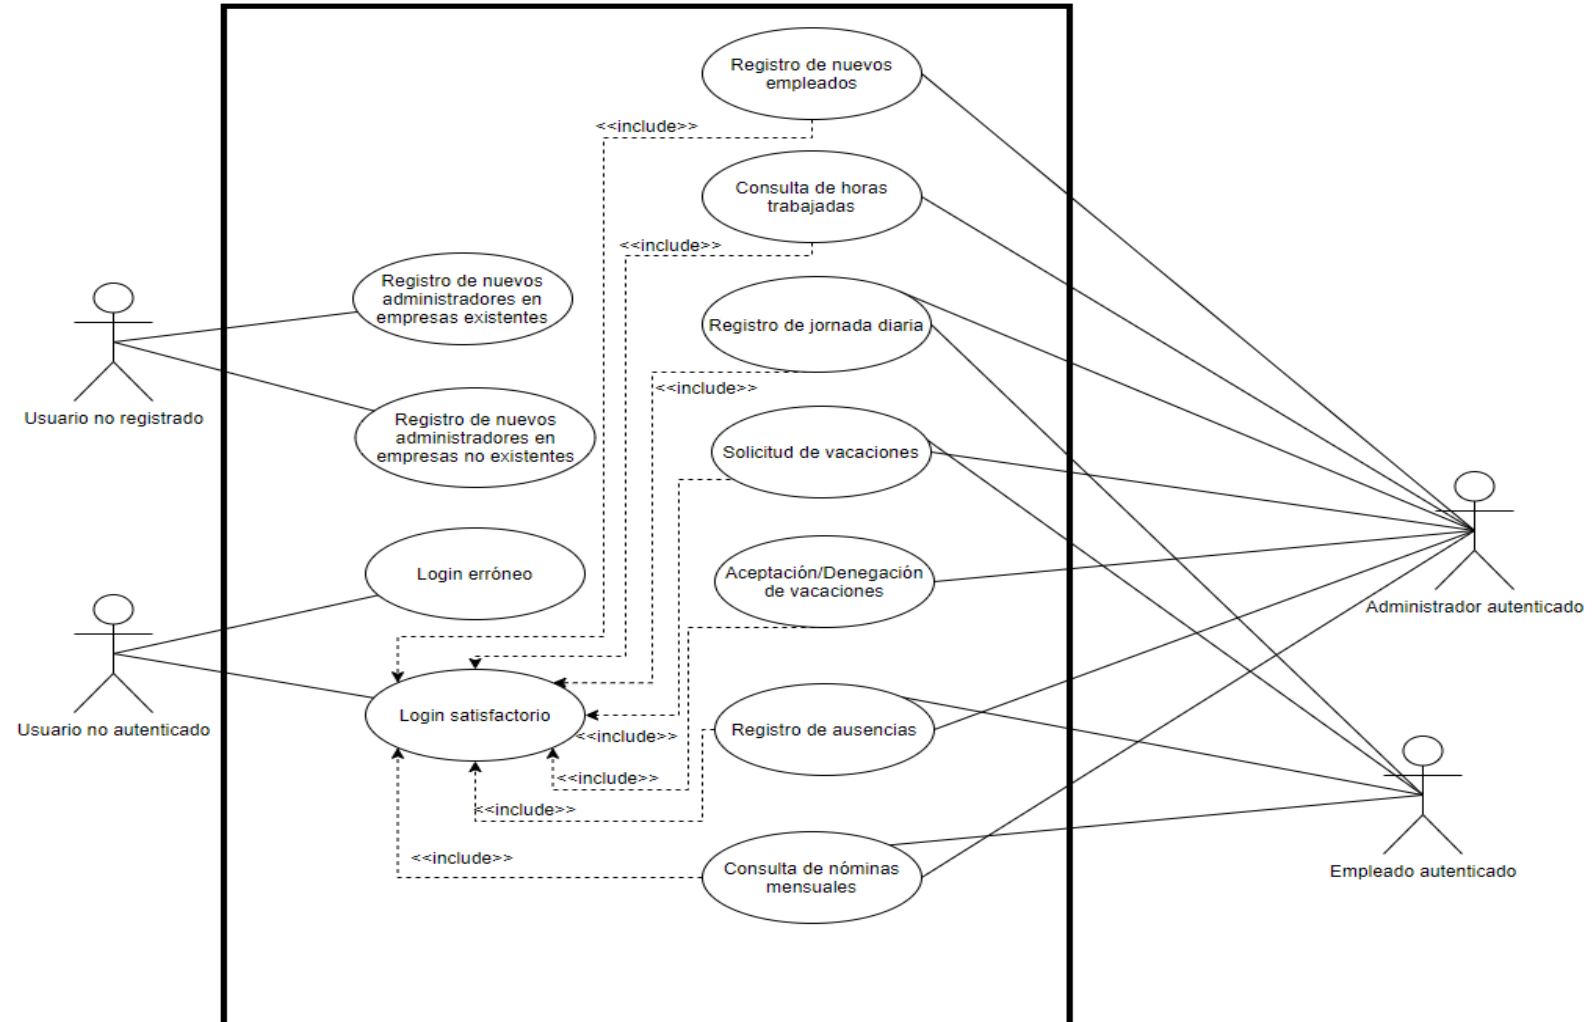 Registro de nuevos
empleados
<<include>>
Consulta de horas
trabajadas
<<include>>
Registro de nuevos
administradores en
empresas existentes
Registro de jornada diaria
<<include>>
Usuario no registrado
Registro de nuevos
administradores en
empresas no existentes
Solicitud de vacaciones
Login erróneo
Aceptación/Denegación
de vacaciones
Administrador autenticado
Login satisfactorio
Usuario no autenticado
<<include>>
Registro de ausencias
<<include>>
<<include>>
<<include>>
Consulta de nóminas
mensuales
Empleado autenticado